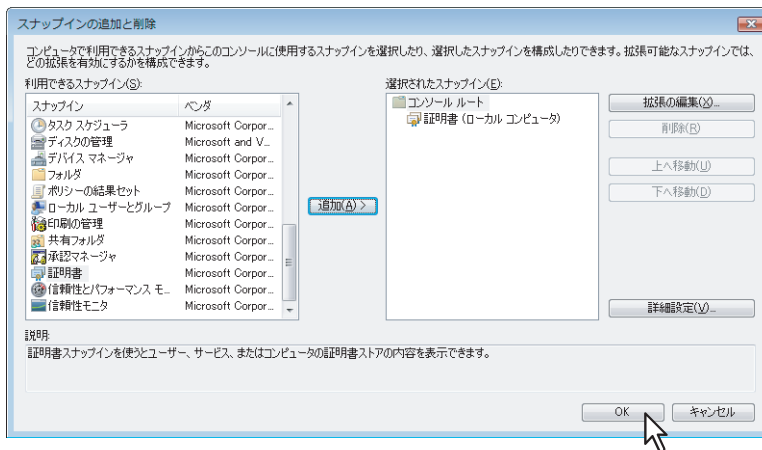 スナップインの追加と削除
コンピュータで利用できるスナップインからこのコンソールに使用するスナップインを選択したり、選択したスナップインを構成したりできます。拡張可能なスナップインでは、
どの拡張を有効にするかを構成できます。
利用できるスナップイン(S):
スナップイン ベンダ
タスク スケジューラ Microsoft Corpor...
ディスクの管理 Microsoft and V...
デバイス マネージャ Microsoft Corpor...
フォルダ Microsoft Corpor...
ポリシーの結果セット Microsoft Corpor...
ローカル ユーザーとグループ Microsoft Corpor...
印刷の管理 Microsoft Corpor...
共有フォルダ Microsoft Corpor...
承認マネージャ Microsoft Corpor...
証明書 Microsoft Corpor...
信頼性とパフォーマンス モ... Microsoft Corpor...
信頼性モニタ Microsoft Corpor...
追加(A) >
選択されたスナップイン(E):
コンソール ルート
証明書 (ローカル コンピュータ)
拡張の編集(X)...
削除(R)
上へ移動(U)
下へ移動(D)
詳細設定(V)...
説明:
証明書スナップインを使うとユーザー、サービス、またはコンピュータの証明書ストアの内容を表示できます。
OK
キャンセル